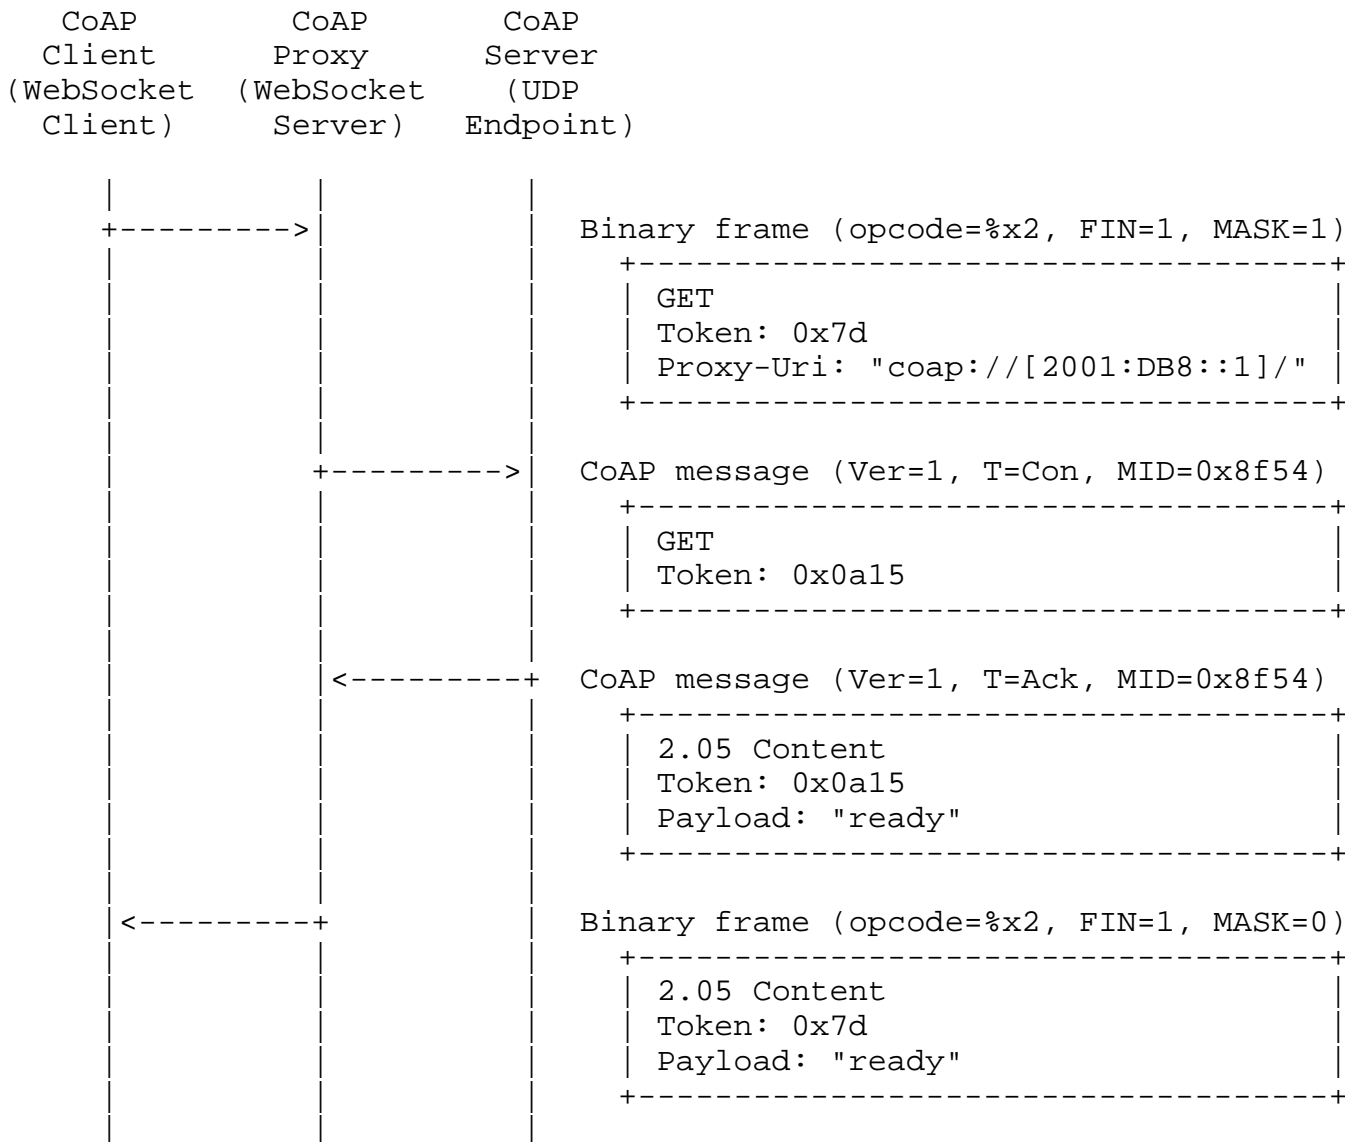 CoAP CoAP CoAP
Client Proxy Server
(WebSocket (WebSocket (UDP
Client) Server) Endpoint)
Binary frame (opcode=%x2, FIN=1, MASK=1)
GET
Token: 0x7d
Proxy-Uri: "coap://[2001:DB8::1]/"
CoAP message (Ver=1, T=Con, MID=0x8f54)
GET
Token: 0x0a15
CoAP message (Ver=1, T=Ack, MID=0x8f54)
2.05 Content
Token: 0x0a15
Payload: "ready"
Binary frame (opcode=%x2, FIN=1, MASK=0)
2.05 Content
Token: 0x7d
Payload: "ready"